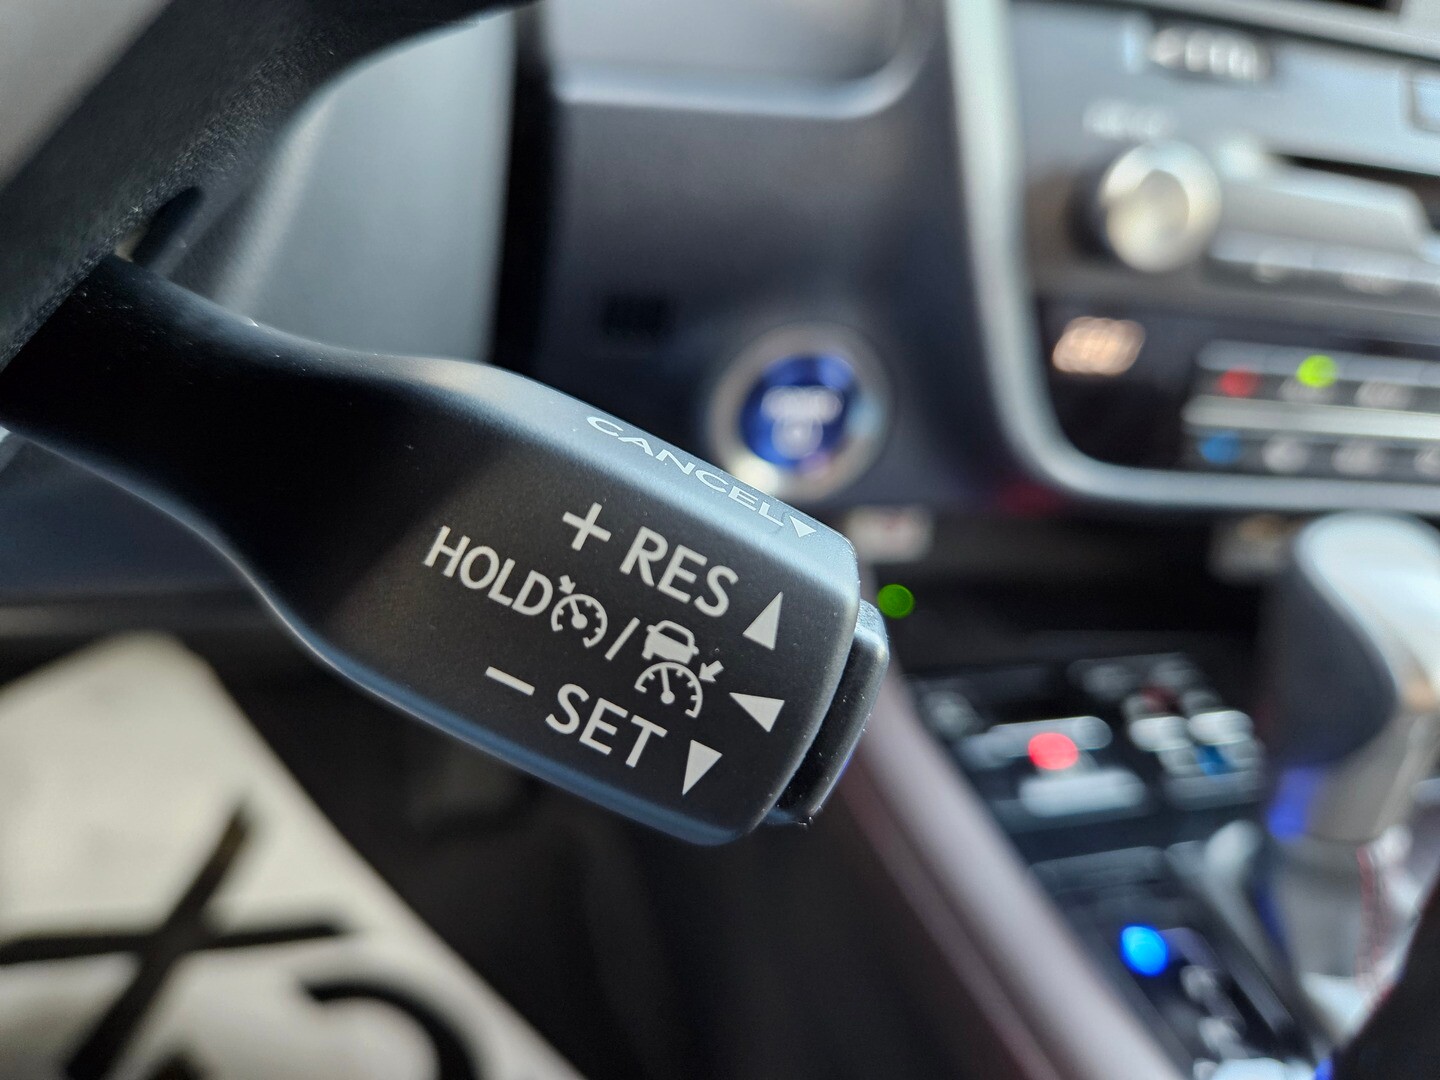 CANCEL
+ RES
HOLD /
− SET